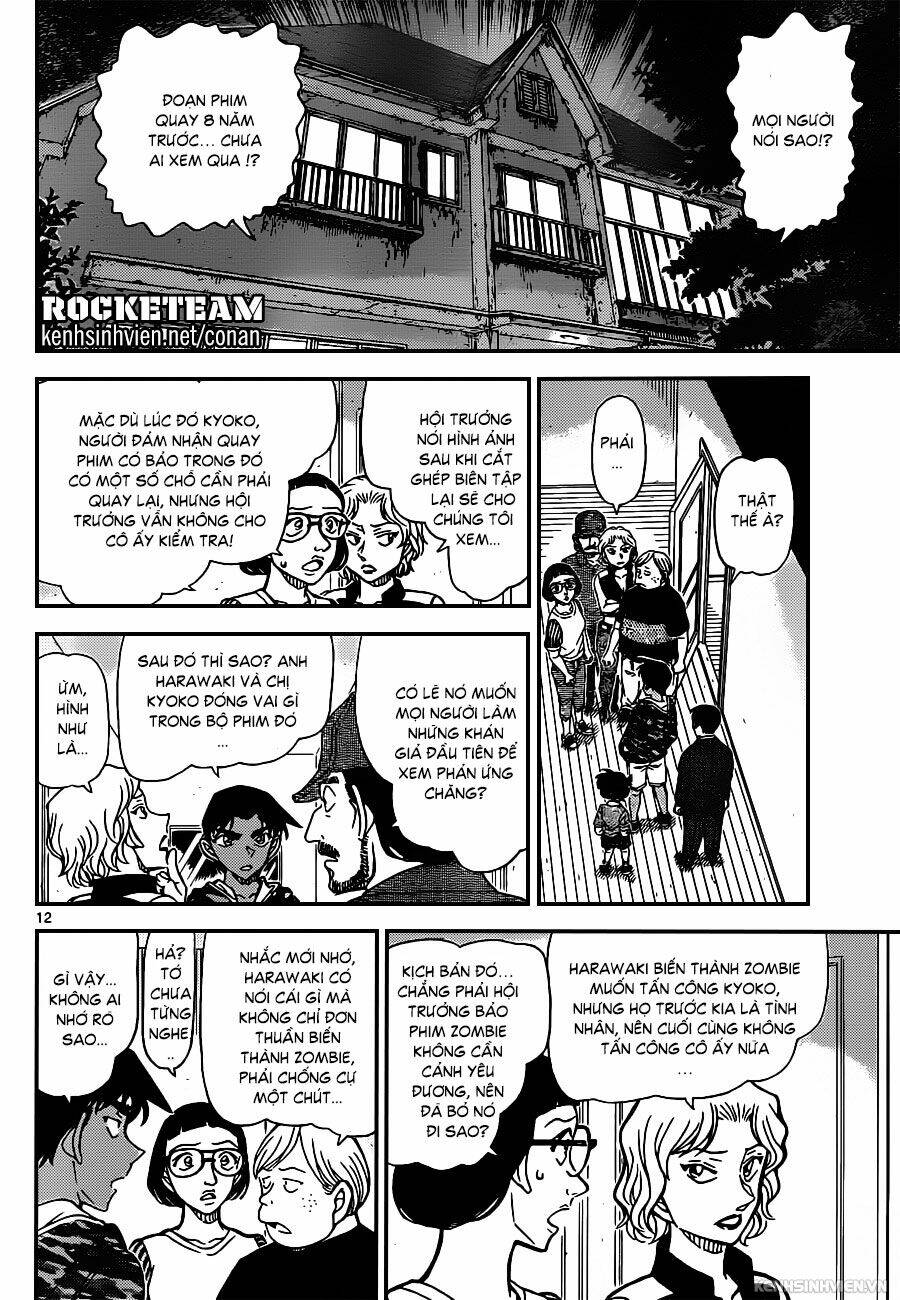 MỌI NGƯỜI
NÓI SAO!?
ĐOẠN PHIM
QUAY 8 NĂM
TRƯỚC... CHƯA
AI XEM QUA !?
ROCKETEAM
kenhsinhvien.net/conan
THẬT
THẾ À?
PHẢI
...
HỘI TRƯỞNG
NÓI HÌNH ẢNH
SAU KHI CẮT
GHÉP BIÊN TẬP
LẠI SẼ CHO
CHÚNG TÔI
XEM...
MẶC DÙ LÚC ĐÓ KYOKO,
NGƯỜI ĐẢM NHẬN QUAY
PHIM CÓ BẢO TRONG ĐÓ
CÓ MỘT SỐ CHỖ CẦN PHẢI
QUAY LẠI, NHƯNG HỘI
TRƯỞNG VẪN KHÔNG CHO
CÔ ẤY KIỂM TRA!
CÓ LẼ NÓ MUỐN
MỌI NGƯỜI LÀM
NHỮNG KHÁN
GIẢ ĐẦU TIÊN ĐỂ
XEM PHẢN ỨNG
CHĂNG?
SAU ĐÓ THÌ SAO? ANH
HARAWAKI VÀ CHỊ
KYOKO ĐÓNG VAI GÌ
TRONG BỘ PHIM ĐÓ
...
ỪM,
HÌNH
NHƯ
LÀ...
12
HARAWAKI BIẾN THÀNH ZOMBIE
MUỐN TẤN CÔNG KYOKO,
NHƯNG HỌ TRƯỚC KIA LÀ TÌNH
NHÂN, NÊN CUỐI CÙNG KHÔNG
TẤN CÔNG CÔ ẤY NỮA
...
KỊCH BẢN ĐÓ...
CHẲNG PHẢI HỘI
TRƯỞNG BẢO
PHIM ZOMBIE
KHÔNG CẦN
CẢNH YÊU
ĐƯƠNG, NÊN
ĐÃ BỎ NÓ
ĐI SAO?
NHẮC MỚI NHỚ,
HARAWAKI CÓ
NÓI CÁI GÌ MÀ
KHÔNG CHỈ ĐƠN
THUẦN BIẾN
THÀNH ZOMBIE,
PHẢI CHỐNG CỰ
MỘT CHÚT...
HẢ?
TỚ
CHƯA
TỪNG
NGHE
..
GÌ VẬY...
KHÔNG AI
NHỚ RÕ
SAO...
KENHSINHVIEN.VN